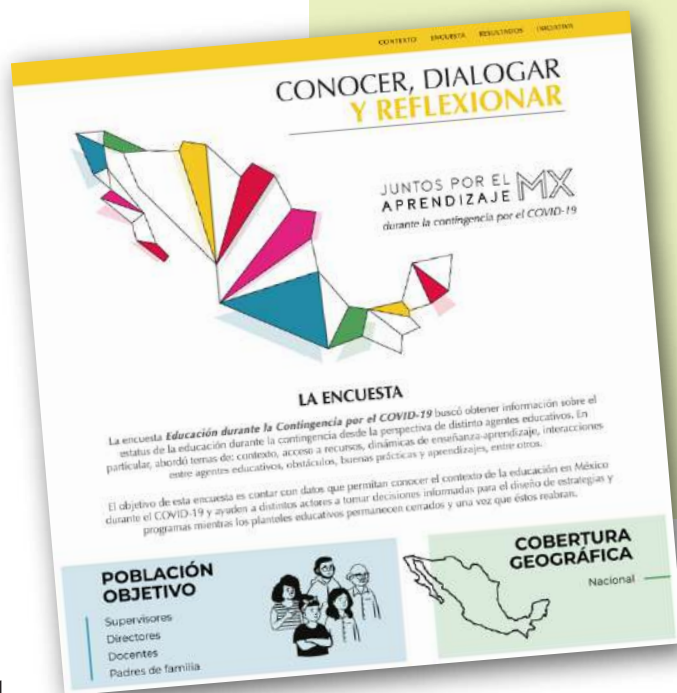 CONTEXTO ENCUESTA RESULTADOS INICIATIVA
CONOCER, DIALOGAR
Y REFLEXIONAR
JUNTOS POR EL MX
APRENDIZAJE
durante la contingencia por el COVID-19
LA ENCUESTA
La encuesta Educación durante la Contingencia por el COVID-19 buscó obtener información sobre el
estatus de la educación durante la contingencia desde la perspectiva de distinto agentes educativos. En
particular, abordó temas de: contexto, acceso a recursos, dinámicas de enseñanza-aprendizaje, interacciones
entre agentes educativos, obstáculos, buenas prácticas y aprendizajes, entre otros.
El objetivo de esta encuesta es contar con datos que permitan conocer el contexto de la educación en México
durante el COVID-19 y ayuden a distintos actores a tomar decisiones informadas para el diseño de estrategias y
programas mientras los planteles educativos permanecen cerrados y una vez que éstos reabran.
POBLACIÓN
OBJETIVO
Supervisores
Directores
Docentes
Padres de familia
COBERTURA
GEOGRÁFICA
Nacional